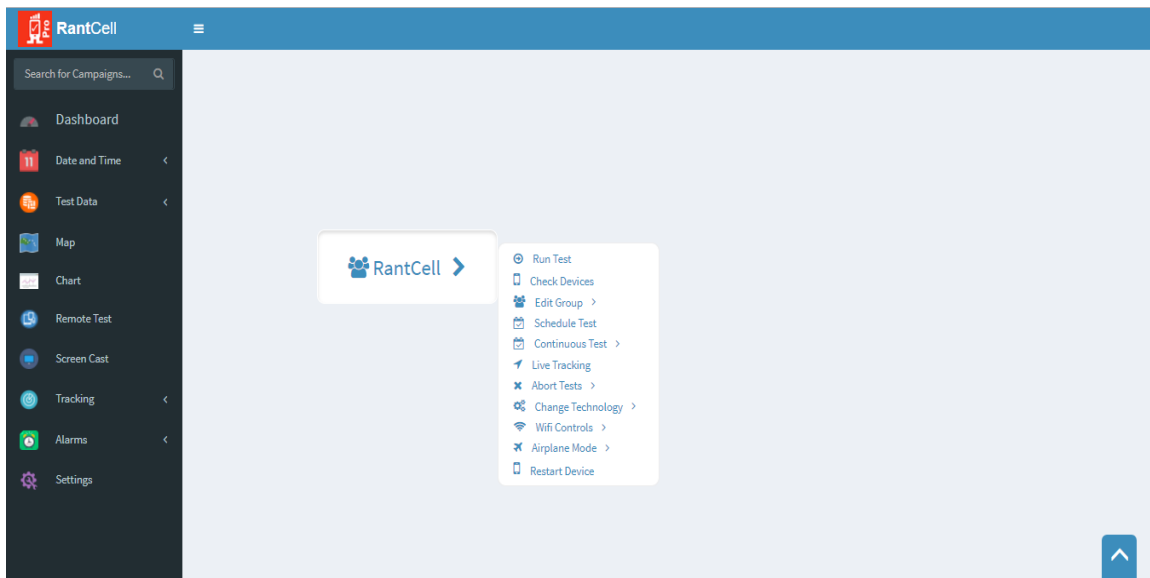 Pro
RantCell
Search for Campaigns...
Dashboard
11
Date and Time
Test Data
Map
Chart
Remote Test
Screen Cast
Tracking
Alarms
Settings
RantCell
Run Test
Check Devices
Edit Group
Schedule Test
Continuous Test
Live Tracking
Abort Tests
Change Technology
Wifi Controls
Airplane Mode
Restart Device